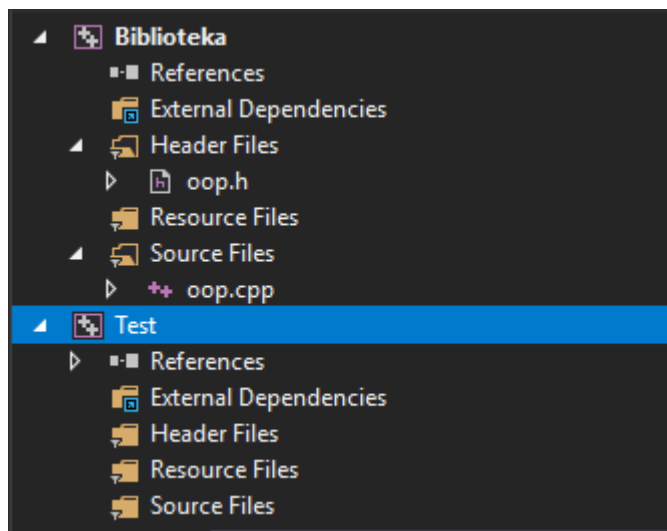 Biblioteka
References
External Dependencies
Header Files
oop.h
Resource Files
Source Files
oop.cpp
Test
References
External Dependencies
Header Files
Resource Files
Source Files